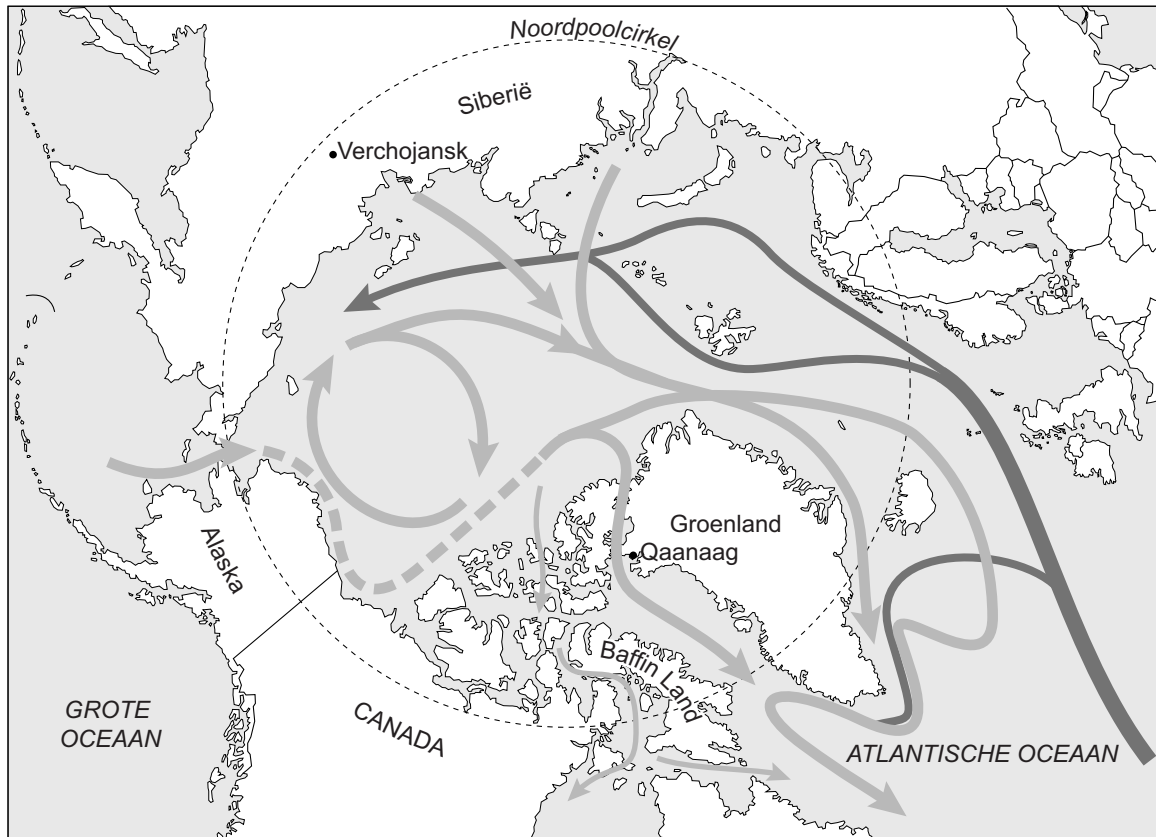 Noordpoolcirkel
Siberië
Verchojansk
Groenland
Qaanaag
Alaska
Baffin Land
GROTE
OCEAAN
CANADA
ATLANTISCHE OCEAAN